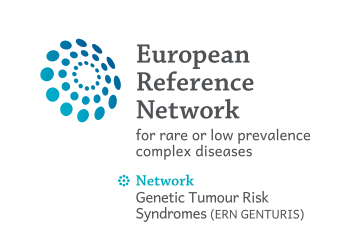 European
Reference
Network
for rare or low prevalence
complex diseases
Network
Genetic Tumour Risk
Syndromes (ERN GENTURIS)